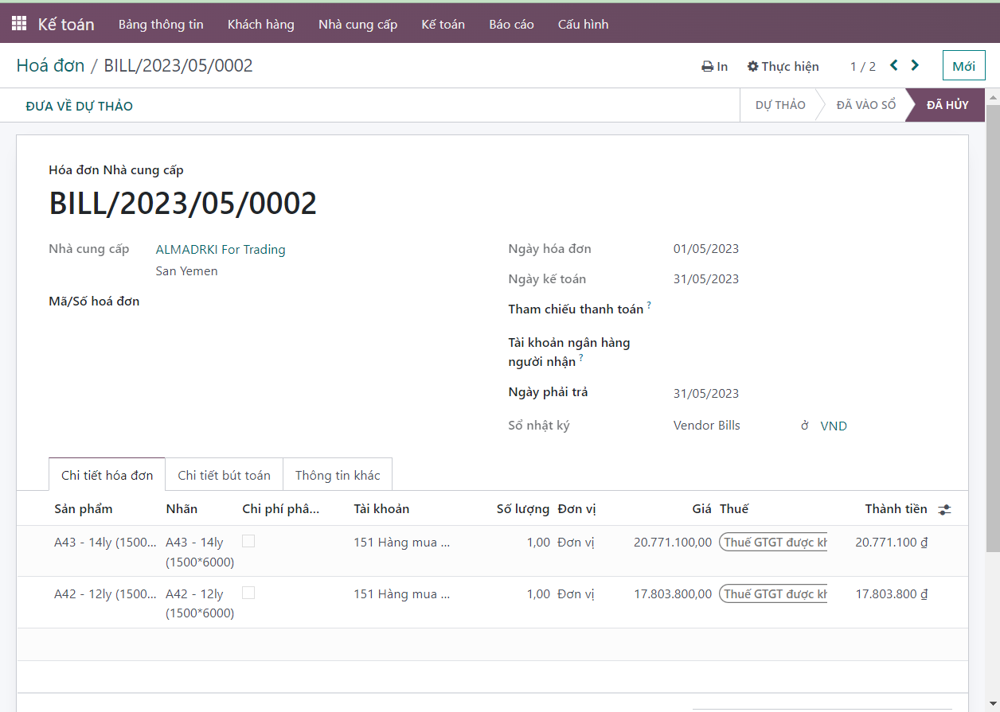 Kế toán Bảng thông tin Khách hàng Nhà cung cấp Kế toán Báo cáo Cấu hình
Hoá đơn / BILL/2023/05/0002 In Thực hiện 1 / 2 Mới
ĐƯA VỀ DỰ THẢO DỰ THẢO ĐÃ VÀO SỔ ĐÃ HỦY
Hóa đơn Nhà cung cấp
BILL/2023/05/0002
Nhà cung cấp ALMADRKI For Trading
San Yemen
Mã/Số hoá đơn
Ngày hóa đơn 01/05/2023
Ngày kế toán 31/05/2023
Tham chiếu thanh toán ?
Tài khoản ngân hàng
người nhận ?
Ngày phải trả 31/05/2023
Sổ nhật ký Vendor Bills ở VND
Chi tiết hóa đơn Chi tiết bút toán Thông tin khác
Sản phẩm Nhãn Chi phí phâ... Tài khoản Số lượng Đơn vị Giá Thuế Thành tiền
A43 - 14ly (1500... A43 - 14ly 151 Hàng mua ... 1,00 Đơn vị 20.771.100,00 Thuế GTGT được kh 20.771.100 ₫
(1500*6000)
A42 - 12ly (1500... A42 - 12ly 151 Hàng mua ... 1,00 Đơn vị 17.803.800,00 Thuế GTGT được kh 17.803.800 ₫
(1500*6000)